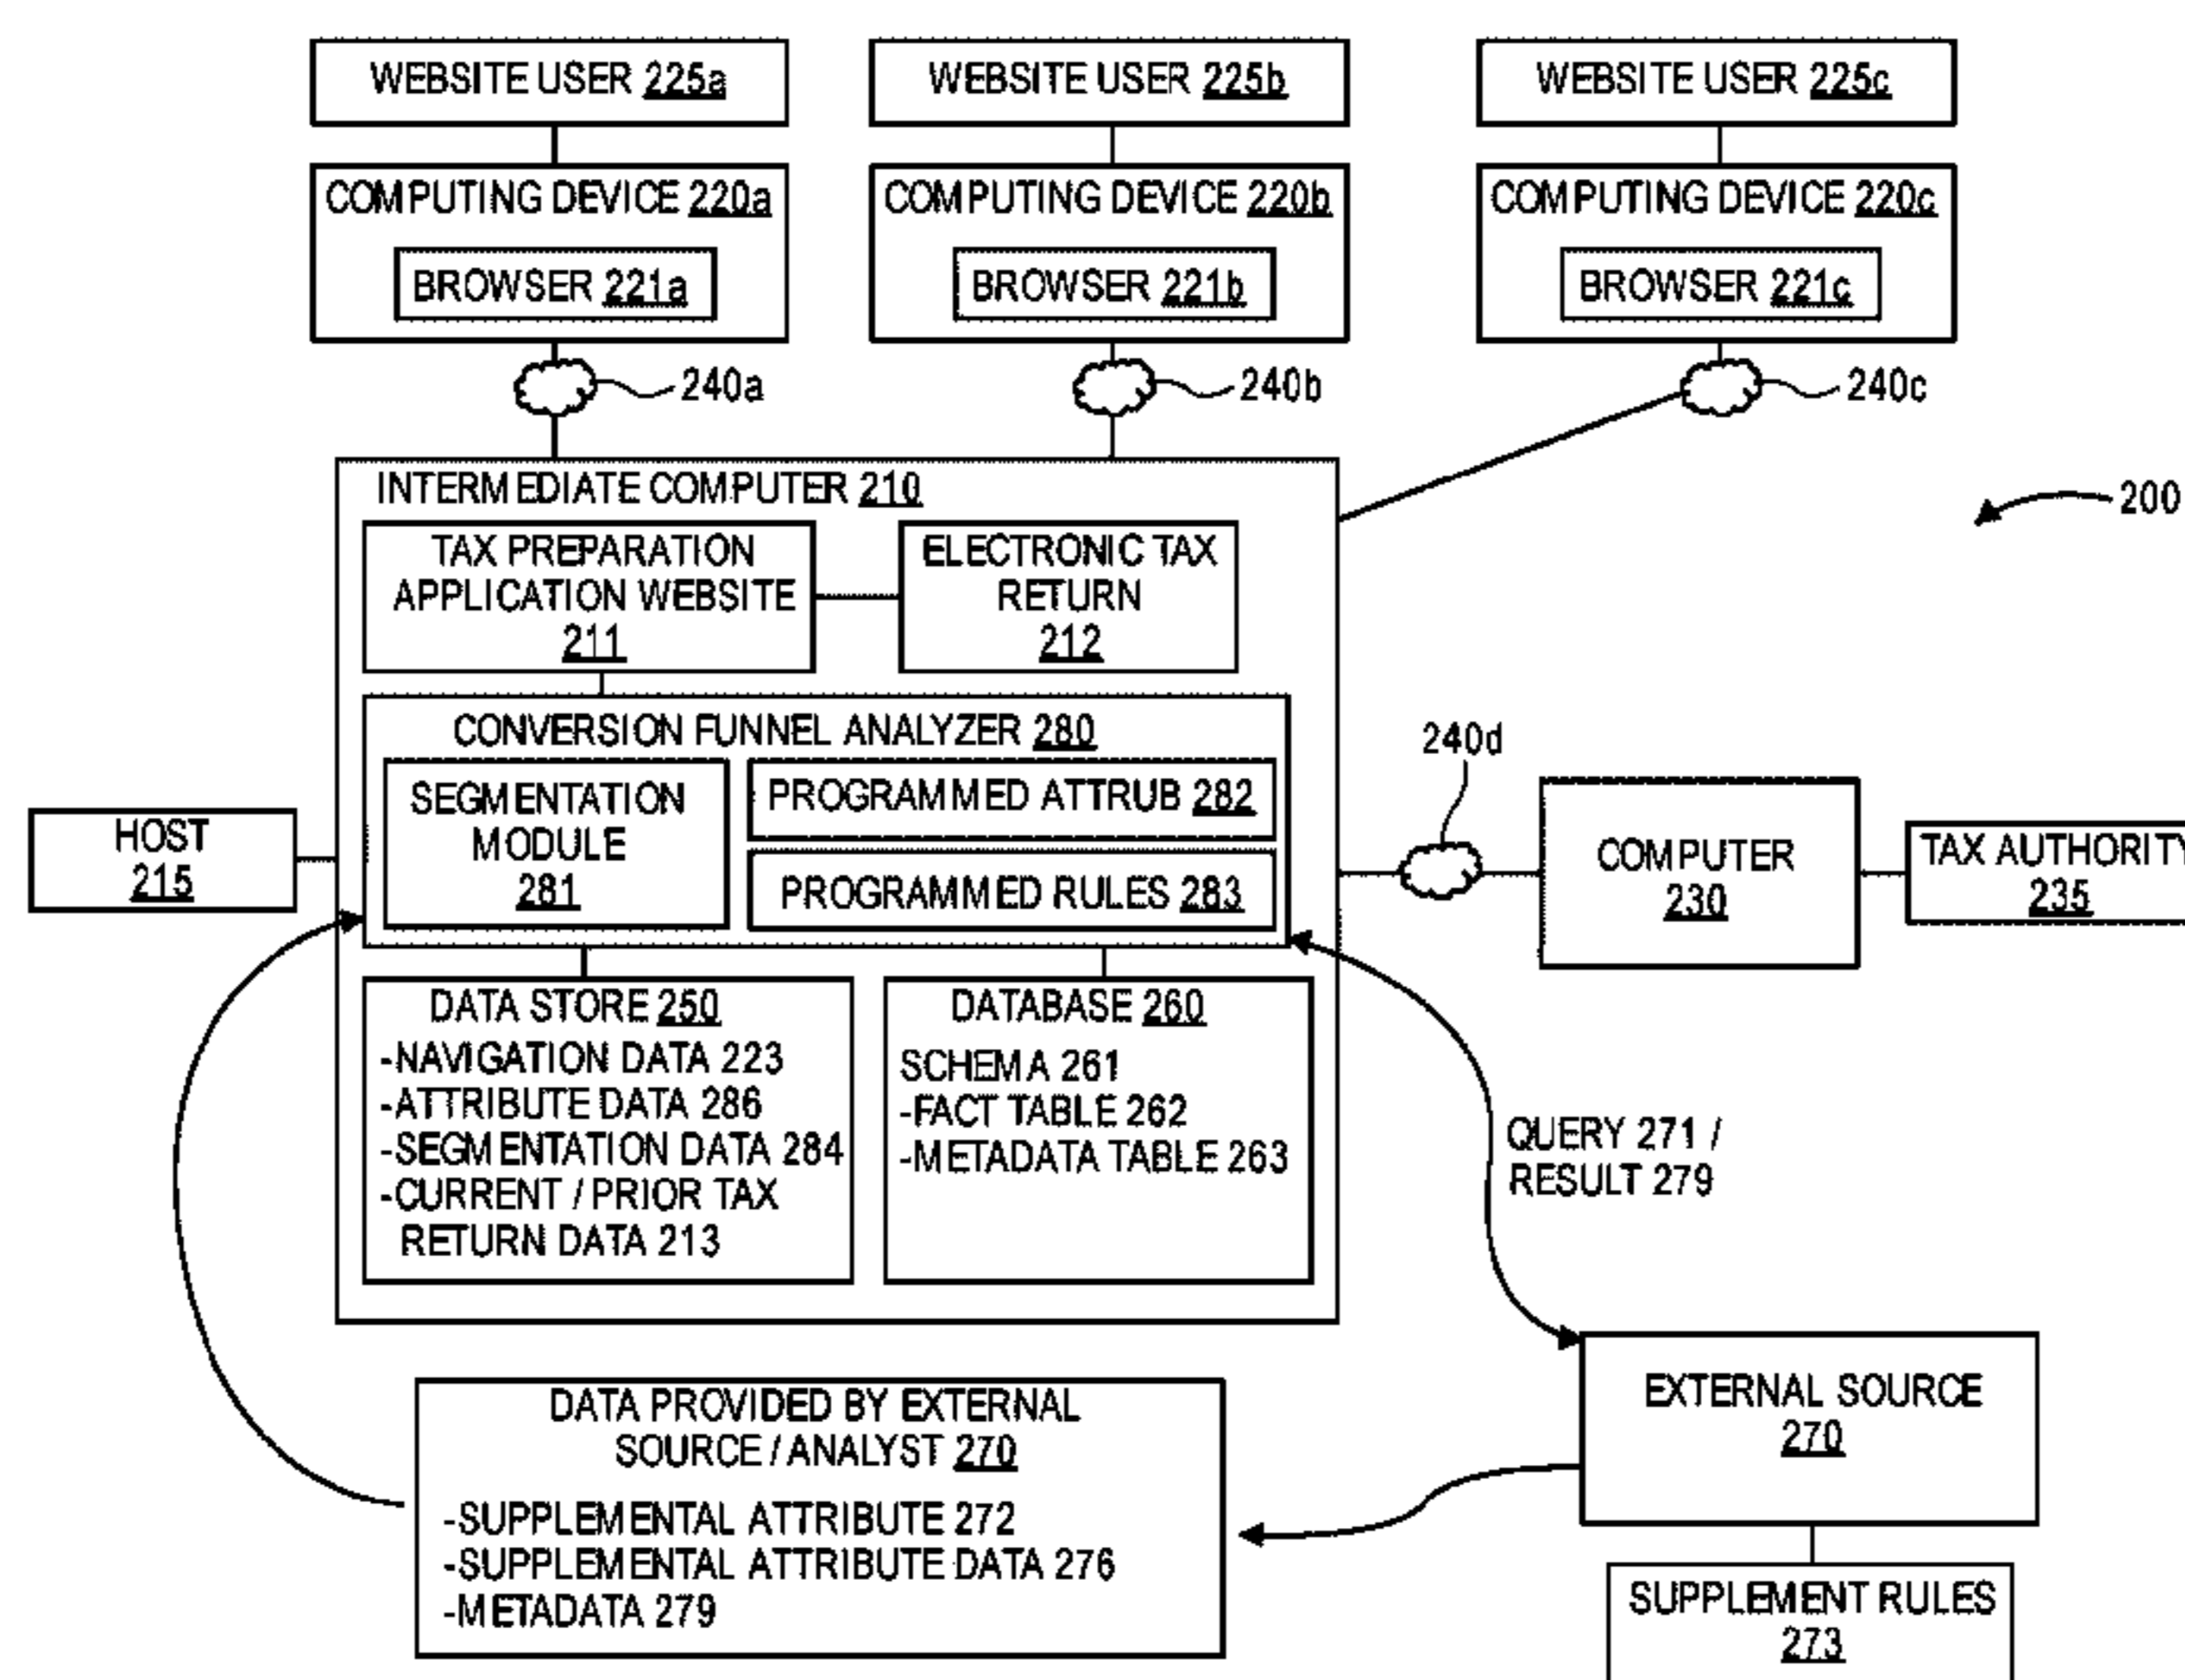 WEBSITE USER 225a
WEBSITE USER 225b
WEBSITE USER 225c
COMPUTING DEVICE 220a
COMPUTING DEVICE 220b
COMPUTING DEVICE 220c
BROWSER 221a
BROWSER 221b
BROWSER 221c
240a
240b
240c
INTERMEDIATE COMPUTER 210
200
TAX PREPARATION
APPLICATION WEBSITE
211
ELECTRONIC TAX
RETURN
212
CONVERSION FUNNEL ANALYZER 280
SEGMENTATION
MODULE
281
PROGRAMMED ATTRUB 282
PROGRAMMED RULES 283
HOST
215
240d
COMPUTER
230
TAX AUTHORITY
235
DATA STORE 250
-NAVIGATION DATA 223
-ATTRIBUTE DATA 286
-SEGMENTATION DATA 284
-CURRENT / PRIOR TAX
RETURN DATA 213
DATABASE 260
SCHEMA 261
-FACT TABLE 262
-METADATA TABLE 263
QUERY 271 /
RESULT 279
DATA PROVIDED BY EXTERNAL
SOURCE / ANALYST 270
-SUPPLEMENTAL ATTRIBUTE 272
-SUPPLEMENTAL ATTRIBUTE DATA 276
-METADATA 279
EXTERNAL SOURCE
270
SUPPLEMENT RULES
273